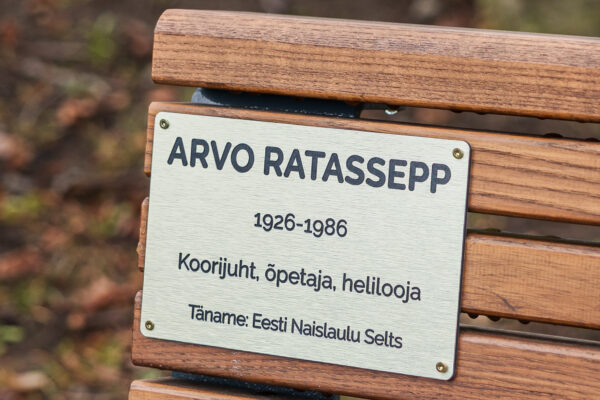 ARVO RATASSEPP
1926-1986
Koorijuht, õpetaja, helilooja
Täname: Eesti Naislaulu Selts